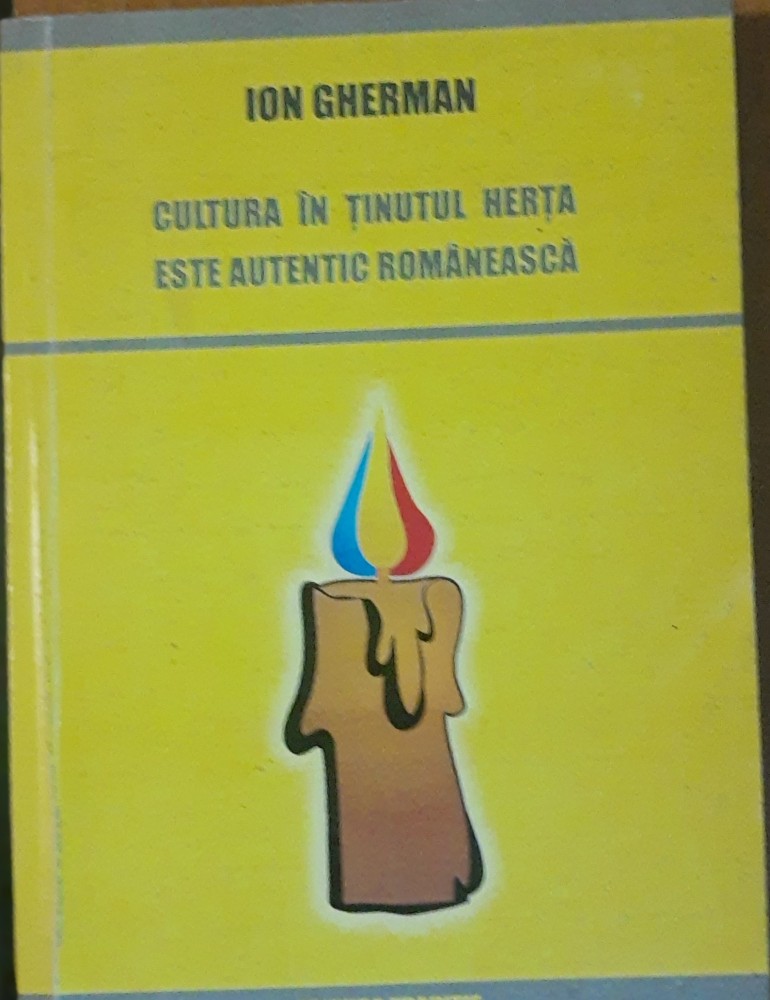 ION GHERMAN
CULTURA ÎN ȚINUTUL HERȚA
ESTE AUTENTIC ROMÂNEASCĂ